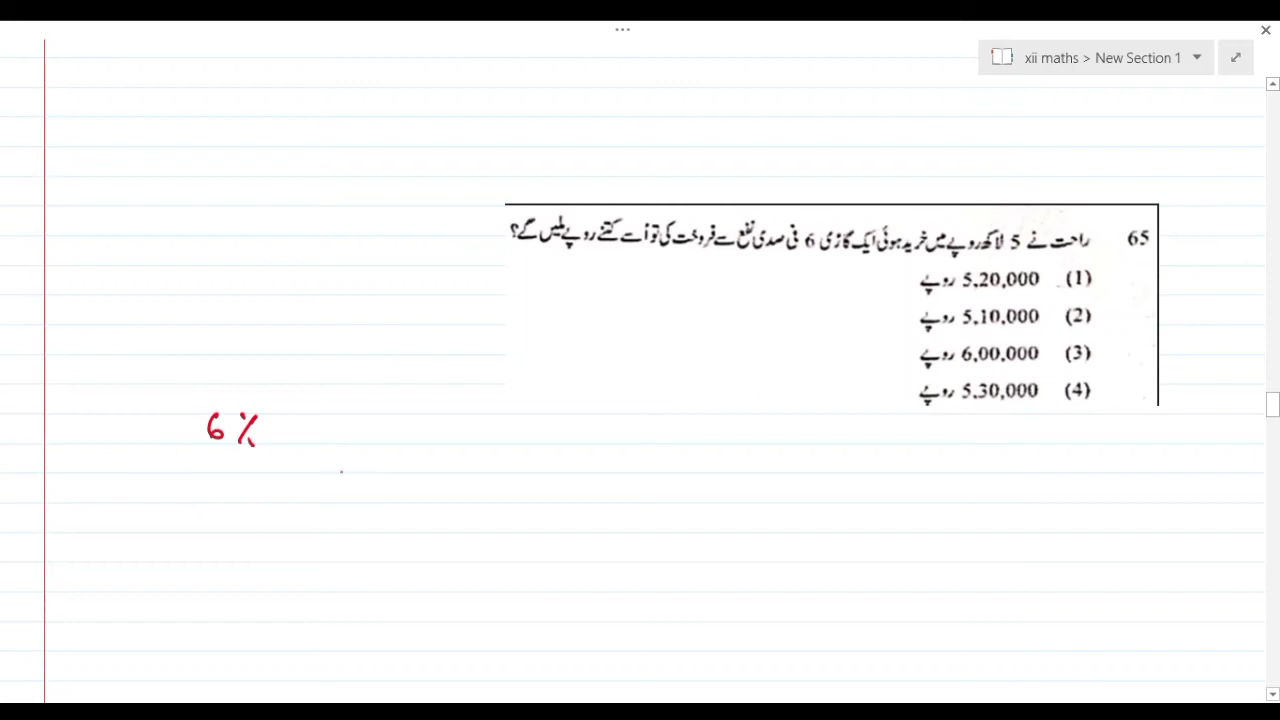 xii maths > New Section 1
65 راحت نے 5 لاکھ روپے میں خرید ہوئی ایک گاڑی 6 فی صدی نفع سے فروخت کی تو اُسے کتنے روپے ملیں گے؟
(1) 5,20,000 روپے
(2) 5,10,000 روپے
(3) 6,00,000 روپے
(4) 5,30,000 روپے
6 %